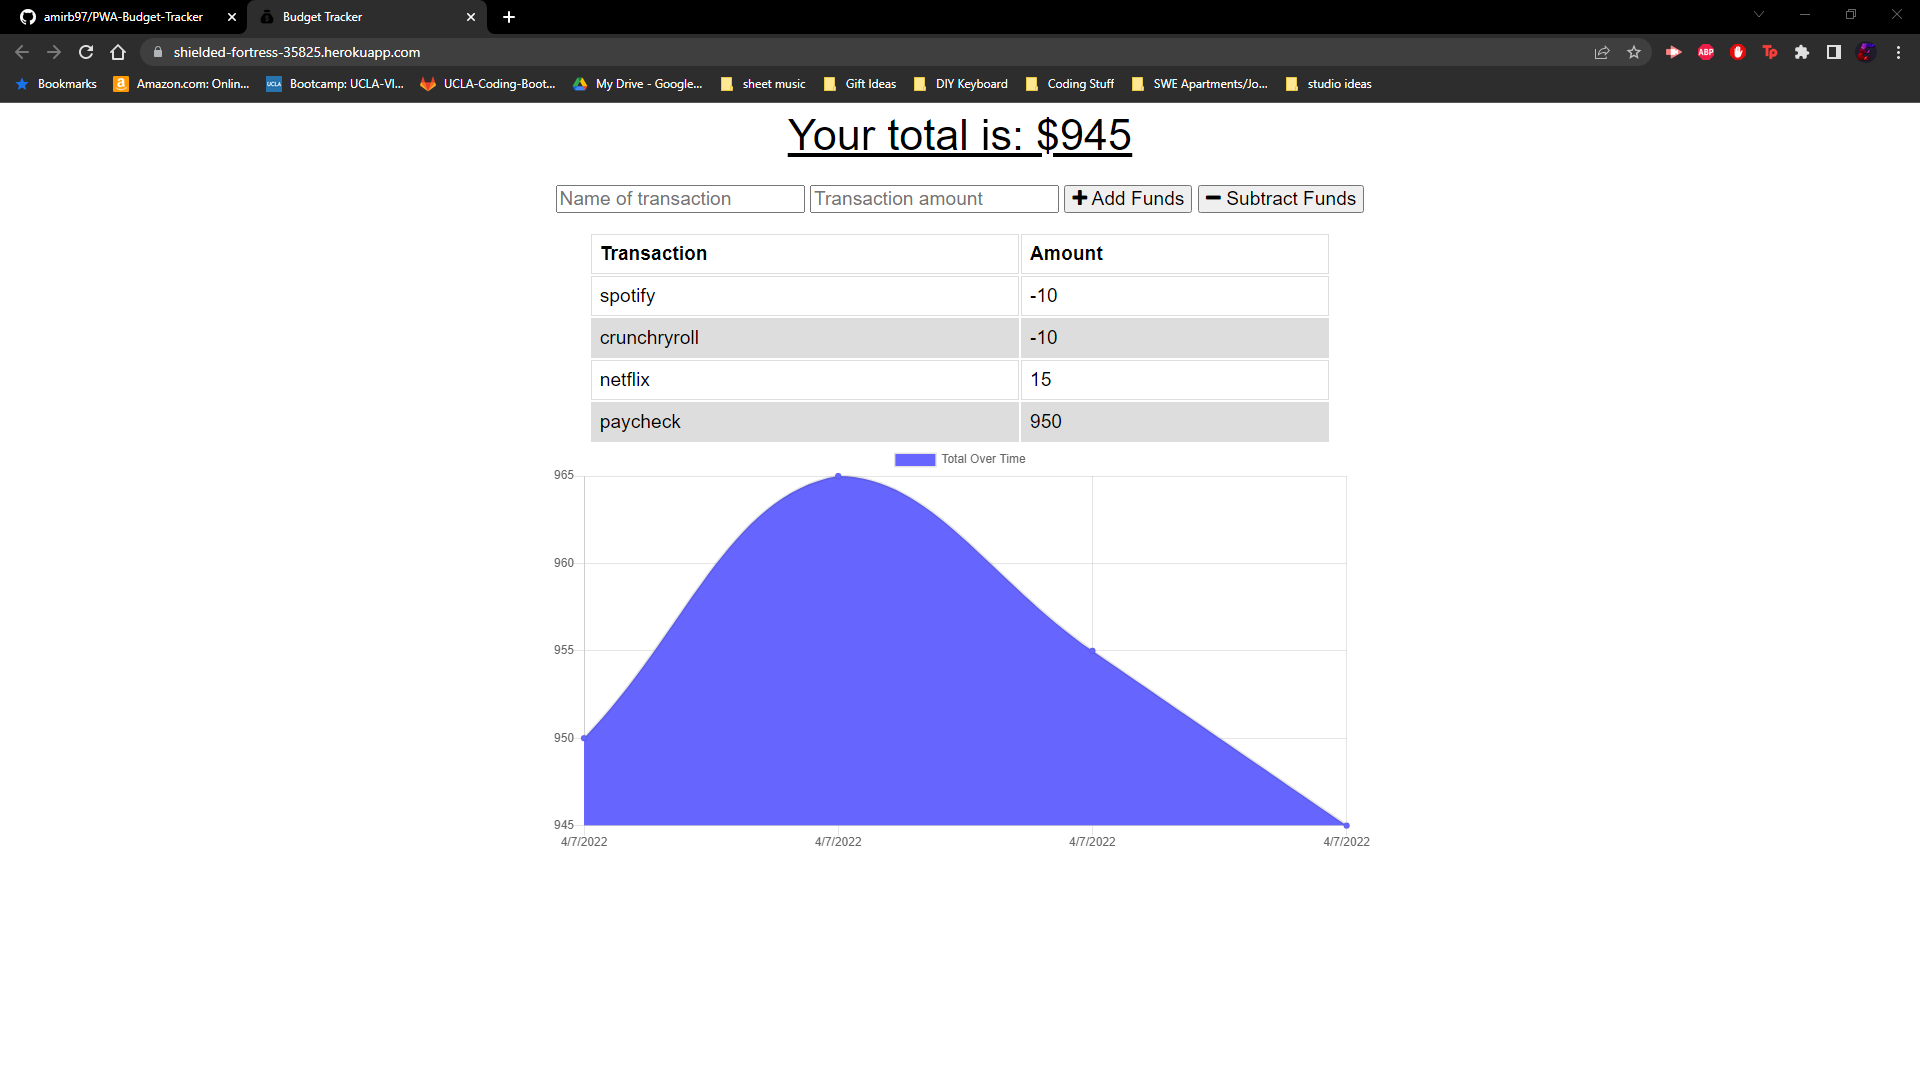 amirb97/PWA-Budget-Tracker
Budget Tracker
shielded-fortress-35825.herokuapp.com
ABP
Tp
Bookmarks
a Amazon.com: Onlin...
UCLA Bootcamp: UCLA-VI...
UCLA-Coding-Boot...
My Drive - Google...
sheet music
Gift Ideas
DIY Keyboard
Coding Stuff
SWE Apartments/Jo...
studio ideas
Your total is: $945
Name of transaction
Transaction amount
Add Funds
Subtract Funds
Transaction Amount
spotify -10
crunchryroll -10
netflix 15
paycheck 950
Total Over Time
965
960
955
950
945
4/7/2022 4/7/2022 4/7/2022 4/7/2022